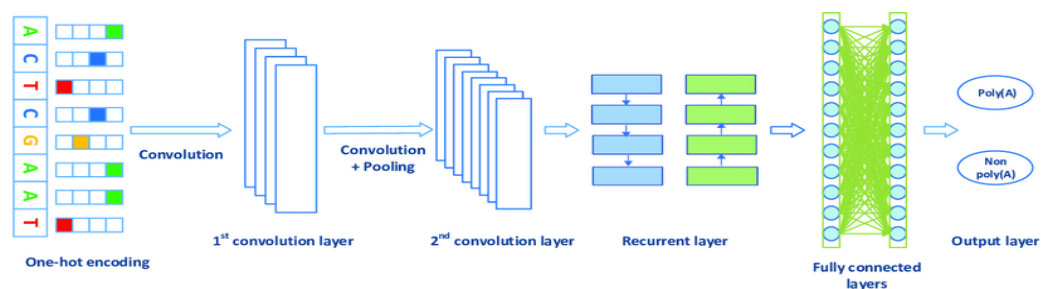 A
C
T
C
G
A
A
T
One-hot encoding
Convolution
1st convolution layer
Convolution
+ Pooling
2nd convolution layer
Recurrent layer
Fully connected
layers
Poly(A)
Non
poly(A)
Output layer